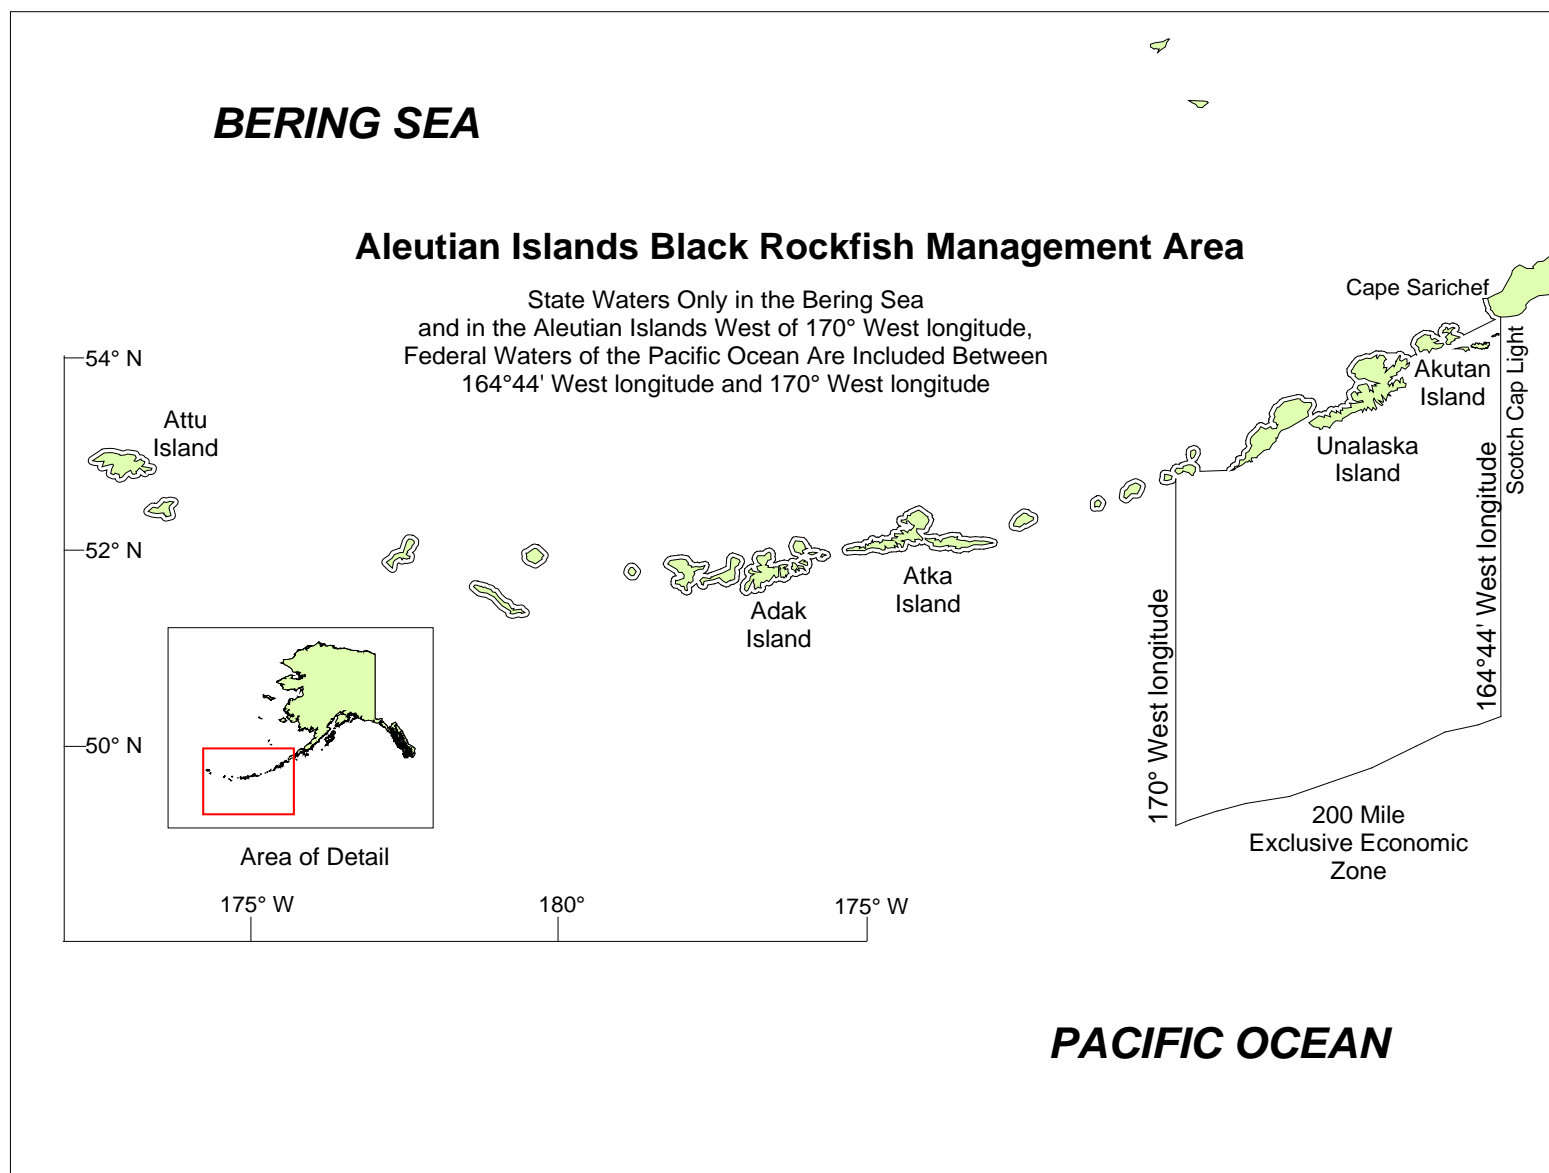 BERING SEA
Aleutian Islands Black Rockfish Management Area
State Waters Only in the Bering Sea
and in the Aleutian Islands West of 170° West longitude,
Federal Waters of the Pacific Ocean Are Included Between
164°44' West longitude and 170° West longitude
Cape Sarichef
Scotch Cap Light
54° N
Akutan
Island
Attu
Island
Unalaska
Island
52° N
Atka
Island
Adak
Island
170° West longitude
164°44' West longitude
50° N
200 Mile
Exclusive Economic
Zone
Area of Detail
175° W
180°
175° W
PACIFIC OCEAN